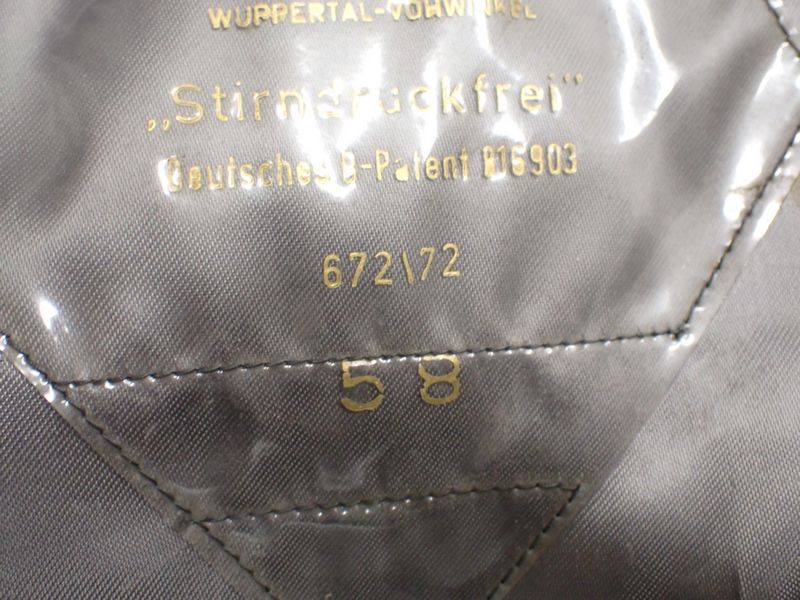 WUPPERTAL-VOHWINKEL
„Stirndruckfrei"
Deutsches B-Patent 816903
672\72
58